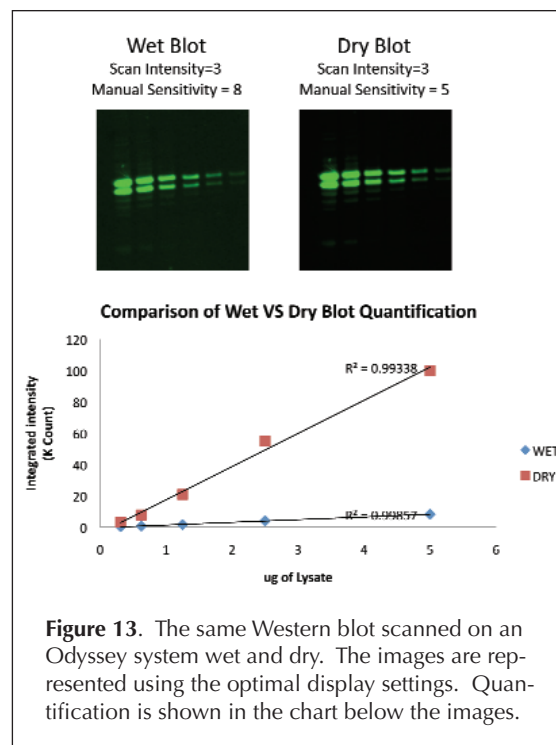 Wet Blot
Scan Intensity=3
Manual Sensitivity = 8
Dry Blot
Scan Intensity=3
Manual Sensitivity = 5
Comparison of Wet VS Dry Blot Quantification
120
100
80
60
40
20
0
Integrated intensity
(K Count)
R² = 0.99338
R² = 0.99857
WET
DRY
0 1 2 3 4 5 6
ug of Lysate
Figure 13. The same Western blot scanned on an
Odyssey system wet and dry. The images are rep-
resented using the optimal display settings. Quan-
tification is shown in the chart below the images.